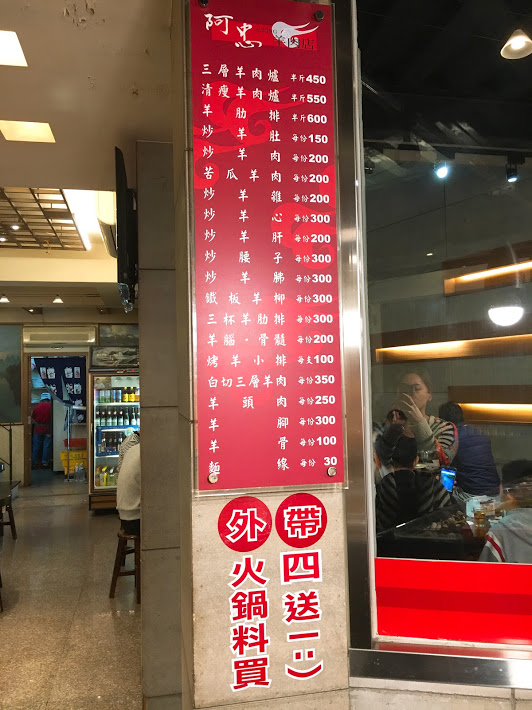 阿忠
三層羊肉爐 半斤450
清瘦羊肉爐 半斤550
羊肋排 半斤600
炒羊肚 每份150
炒羊肉 每份200
苦瓜羊肉 每份200
炒羊雜 每份200
炒羊心 每份300
炒羊肝 每份200
炒腰子 每份300
炒羊 每份300
鐵板羊柳 每份300
三杯羊肋排 每份300
羊腦·骨髓 每份200
烤羊小排 每支100
白切三層羊肉 每份350
羊頭肉 每份250
羊腳 每份300
羊骨 每份100
麵線 每份 30
外帶
火鍋料買
四送一:)